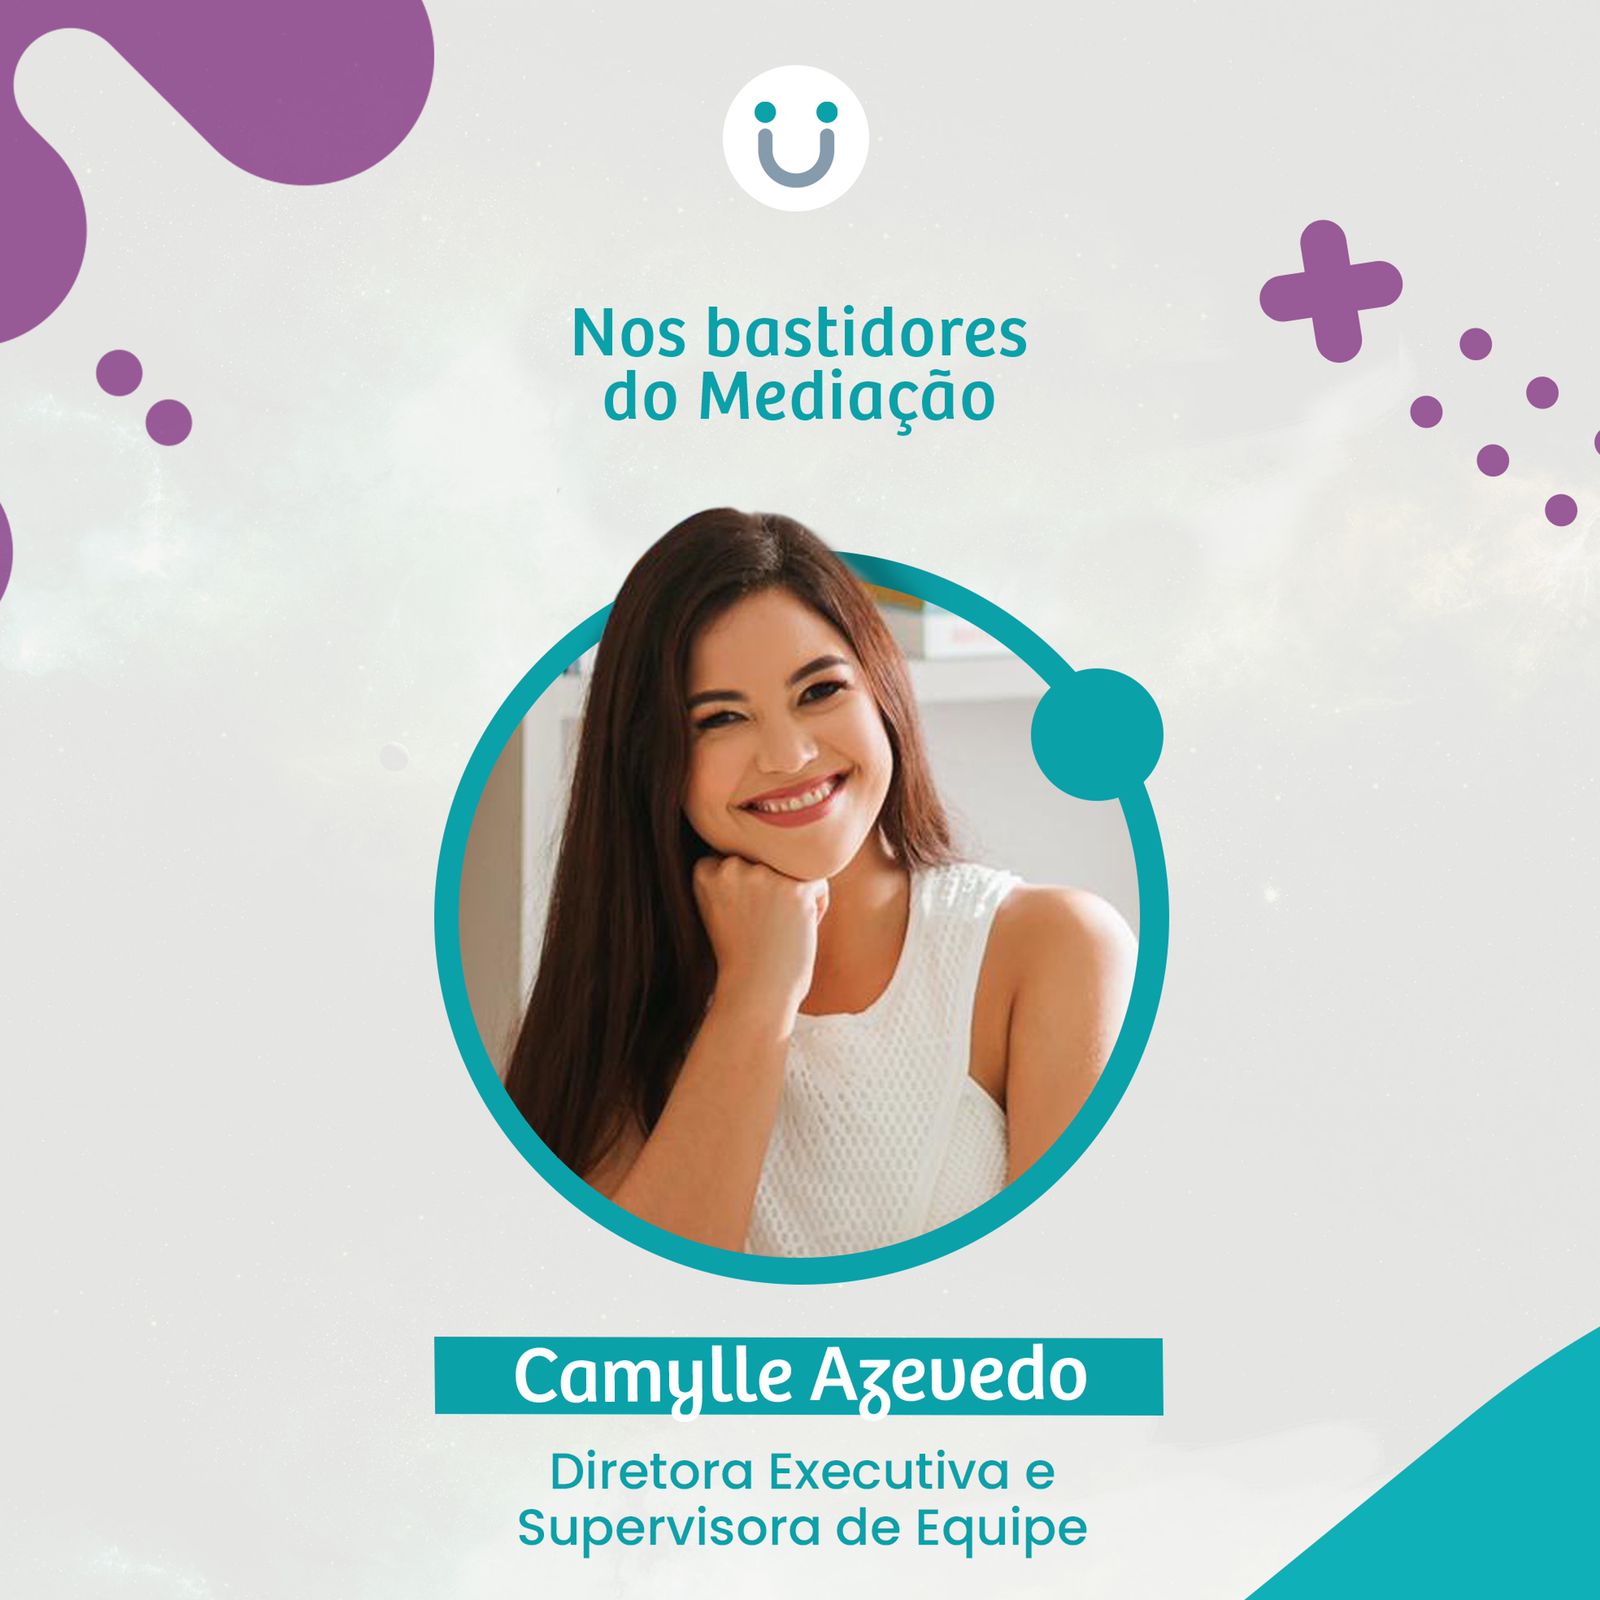 Nos bastidores
do Mediação
Camylle Azevedo
Diretora Executiva e
Supervisora de Equipe